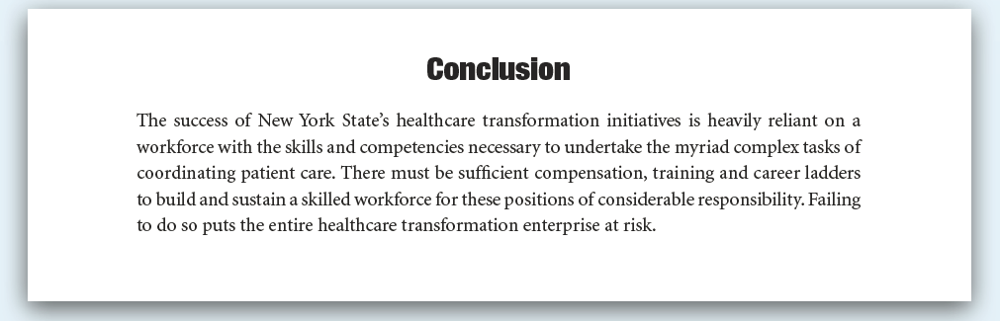 Conclusion
The success of New York State’s healthcare transformation initiatives is heavily reliant on a
workforce with the skills and competencies necessary to undertake the myriad complex tasks of
coordinating patient care. There must be sufficient compensation, training and career ladders
to build and sustain a skilled workforce for these positions of considerable responsibility. Failing
to do so puts the entire healthcare transformation enterprise at risk.